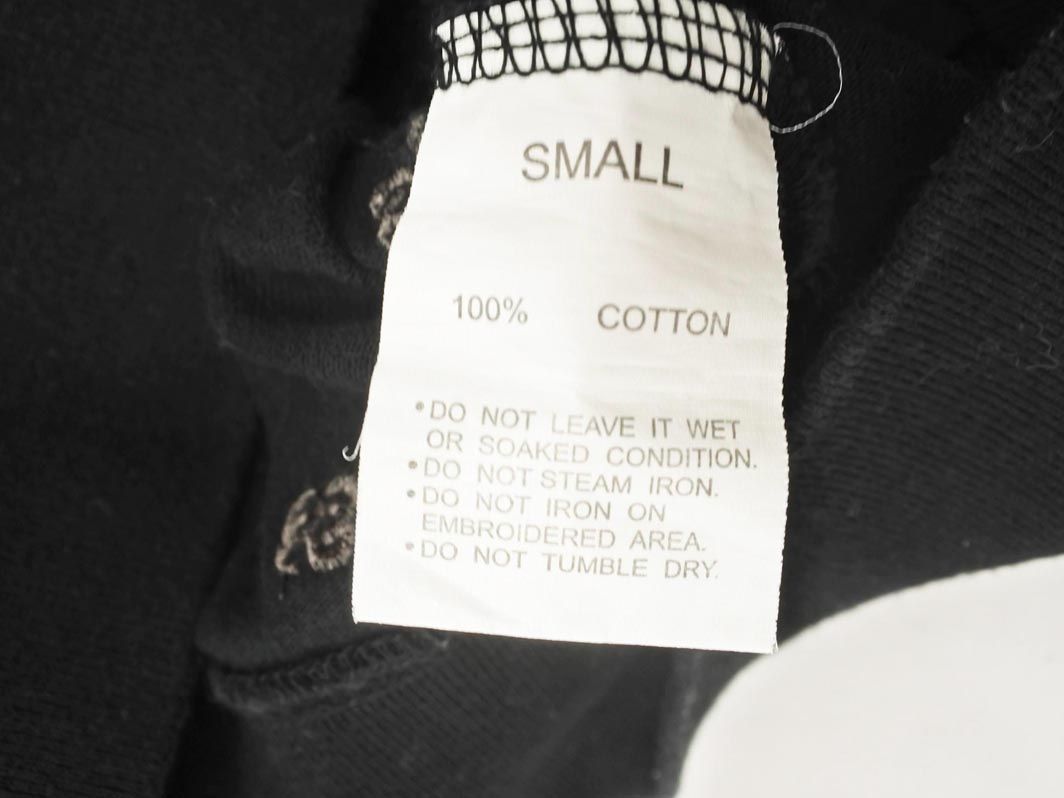 SMALL
100% COTTON
•DO NOT LEAVE IT WET
OR SOAKED CONDITION.
•DO NOT STEAM IRON.
•DO NOT IRON ON
EMBROIDERED AREA.
•DO NOT TUMBLE DRY.